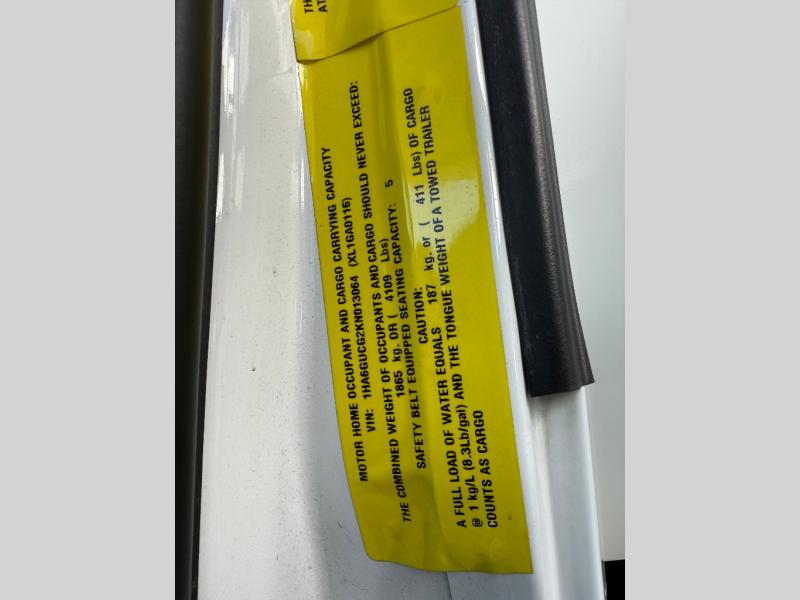 TH
AT
MOTOR HOME OCCUPANT AND CARGO CARRYING CAPACITY
VIN: 1HA6GUCG2KN013064 (XL1GA0116)
THE COMBINED WEIGHT OF OCCUPANTS AND CARGO SHOULD NEVER EXCEED:
1865 kg. OR ( 4109 Lbs)
SAFETY BELT EQUIPPED SEATING CAPACITY: 5
CAUTION:
A FULL LOAD OF WATER EQUALS 187 kg. or ( 411 Lbs) OF CARGO
@ 1 kg/L (8.3Lb/gal) AND THE TONGUE WEIGHT OF A TOWED TRAILER
COUNTS AS CARGO